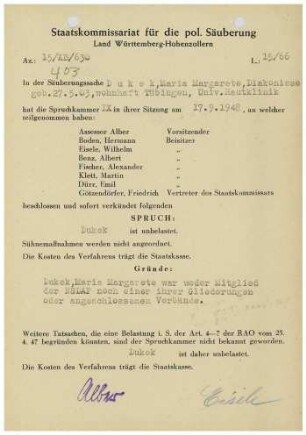 Staatskommissariat für die pol. Säuberung
Land Württemberg-Hohenzollern
Az.: 15/KD/630
L. 15/66
403
In der Säuberungssache D u k e k, Maria Margarete, Diakonisse
geb.27.5.03, wohnhaft Tübingen, Univ.Hautklinik
hat die Spruchkammer IX in ihrer Sitzung am 17.9.1948, an welcher
teilgenommen haben:
Assessor Alber Vorsitzender
Boden, Hermann Beisitzer
Eisele, Wilhelm „
Benz, Albert „
Fischer, Alexander „
Klett, Martin „
Dürr, Emil „
Götzendörfer, Friedrich Vertreter des Staatskommissars
beschlossen und sofort verkündet folgenden
SPRUCH:
Dukek
ist unbelastet.
Sühnemaßnahmen werden nicht angeordnet.
Die Kosten des Verfahrens trägt die Staatskasse.
Gründe:
Dukek, Maria Margarete war weder Mitglied
der NSDAP noch einer ihrer Gliederungen
oder angeschlossenen Verbände.
Weitere Tatsachen, die eine Belastung i. S. der Art. 4—7 der RAO vom 25.
4. 47 begründen könnten, sind der Spruchkammer nicht bekannt geworden.
Dukek ist daher unbelastet.
Die Kosten des Verfahrens trägt die Staatskasse.
Alber
Eisele